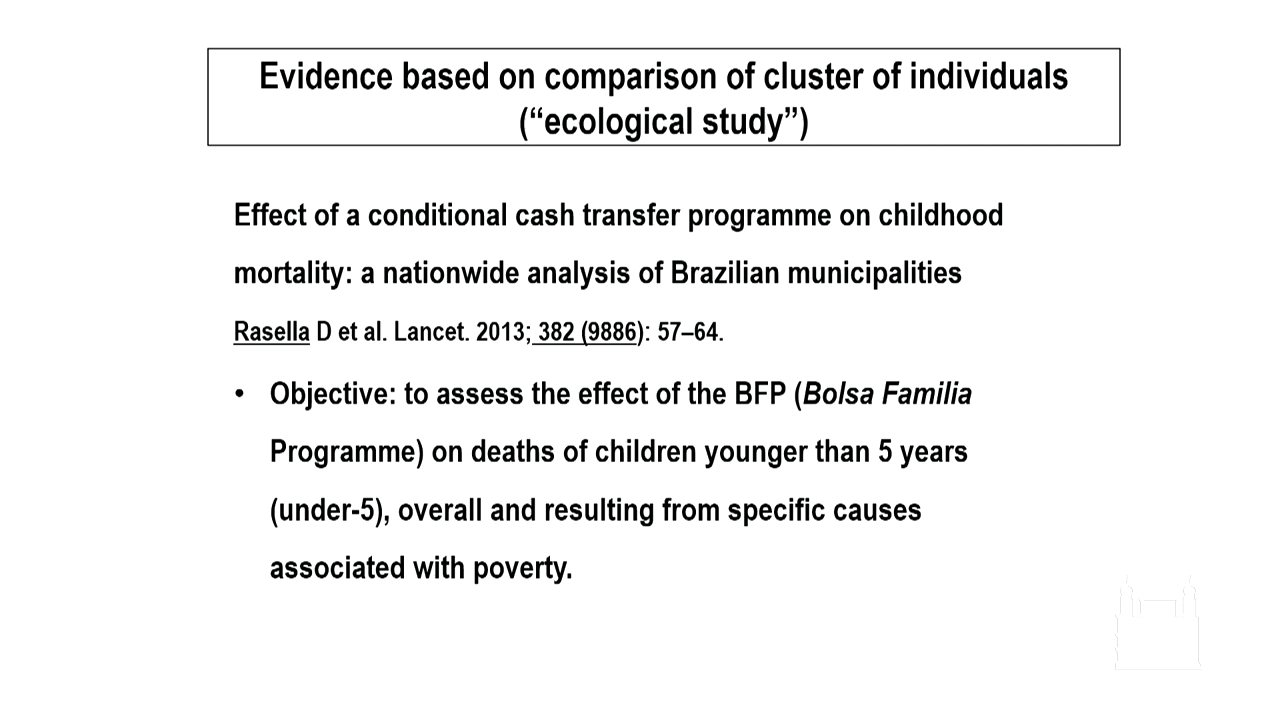 Evidence based on comparison of cluster of individuals
(“ecological study”)
Effect of a conditional cash transfer programme on childhood
mortality: a nationwide analysis of Brazilian municipalities
Rasella D et al. Lancet. 2013; 382 (9886): 57–64.
• Objective: to assess the effect of the BFP (Bolsa Familia
Programme) on deaths of children younger than 5 years
(under-5), overall and resulting from specific causes
associated with poverty.